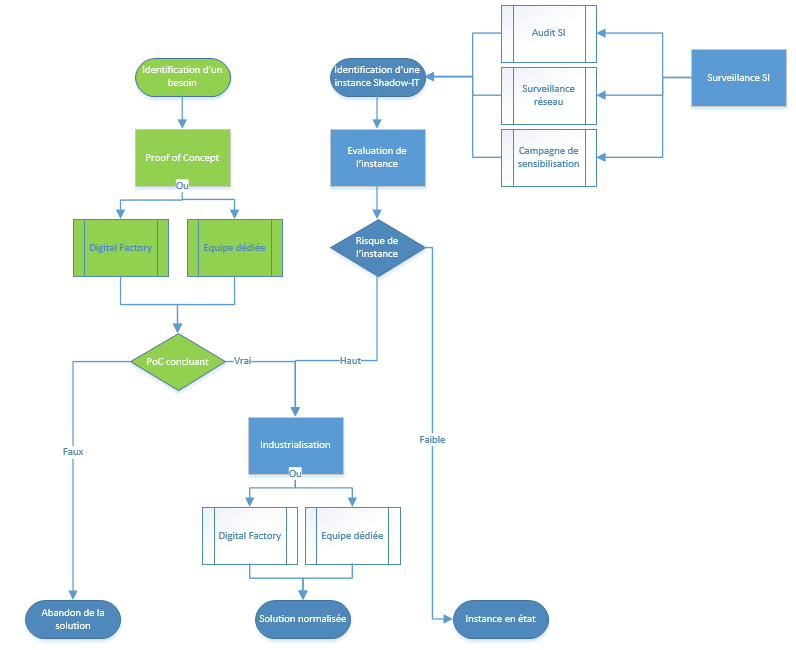 Audit SI
Identification d'un
besoin
Identification d'une
instance Shadow-IT
Surveillance SI
Surveillance
réseau
Proof of Concept
Evaluation de
l'instance
Campagne de
sensibilisation
Ou
Digital Factory
Equipe dédiée
Risque de
l'instance
PoC concluant
Vrai
Haut
Faux
Faible
Industrialisation
Ou
Digital Factory
Equipe dédiée
Abandon de la
solution
Solution normalisée
Instance en état